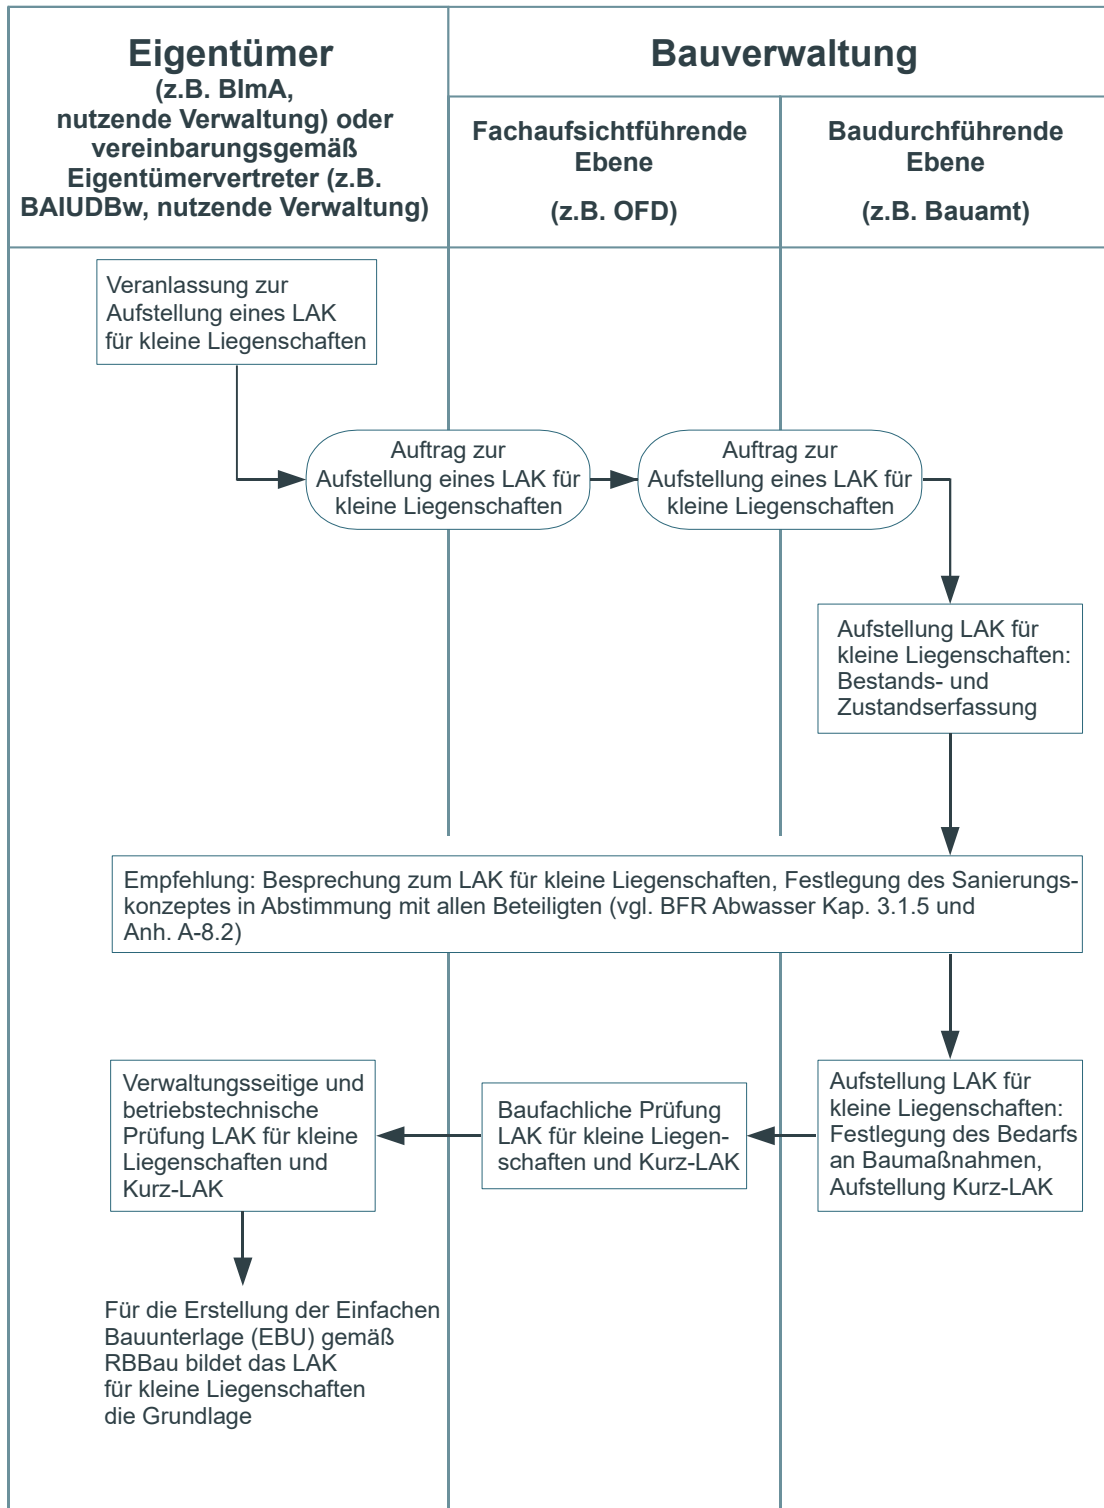 Eigentümer
(z.B. BImA,
nutzende Verwaltung) oder
vereinbarungsgemäß
Eigentümervertreter (z.B.
BAIUDBw, nutzende Verwaltung)
Bauverwaltung
Fachaufsichtführende
Ebene
(z.B. OFD)
Baudurchführende
Ebene
(z.B. Bauamt)
Veranlassung zur
Aufstellung eines LAK
für kleine Liegenschaften
Auftrag zur
Aufstellung eines LAK für
kleine Liegenschaften
Auftrag zur
Aufstellung eines LAK für
kleine Liegenschaften
Aufstellung LAK für
kleine Liegenschaften:
Bestands- und
Zustandserfassung
Empfehlung: Besprechung zum LAK für kleine Liegenschaften, Festlegung des Sanierungs-
konzeptes in Abstimmung mit allen Beteiligten (vgl. BFR Abwasser Kap. 3.1.5 und
Anh. A-8.2)
Aufstellung LAK für
kleine Liegenschaften:
Festlegung des Bedarfs
an Baumaßnahmen,
Aufstellung Kurz-LAK
Baufachliche Prüfung
LAK für kleine Liegen-
schaften und Kurz-LAK
Verwaltungsseitige und
betriebstechnische
Prüfung LAK für kleine
Liegenschaften und
Kurz-LAK
Für die Erstellung der Einfachen
Bauunterlage (EBU) gemäß
RBBau bildet das LAK
für kleine Liegenschaften
die Grundlage